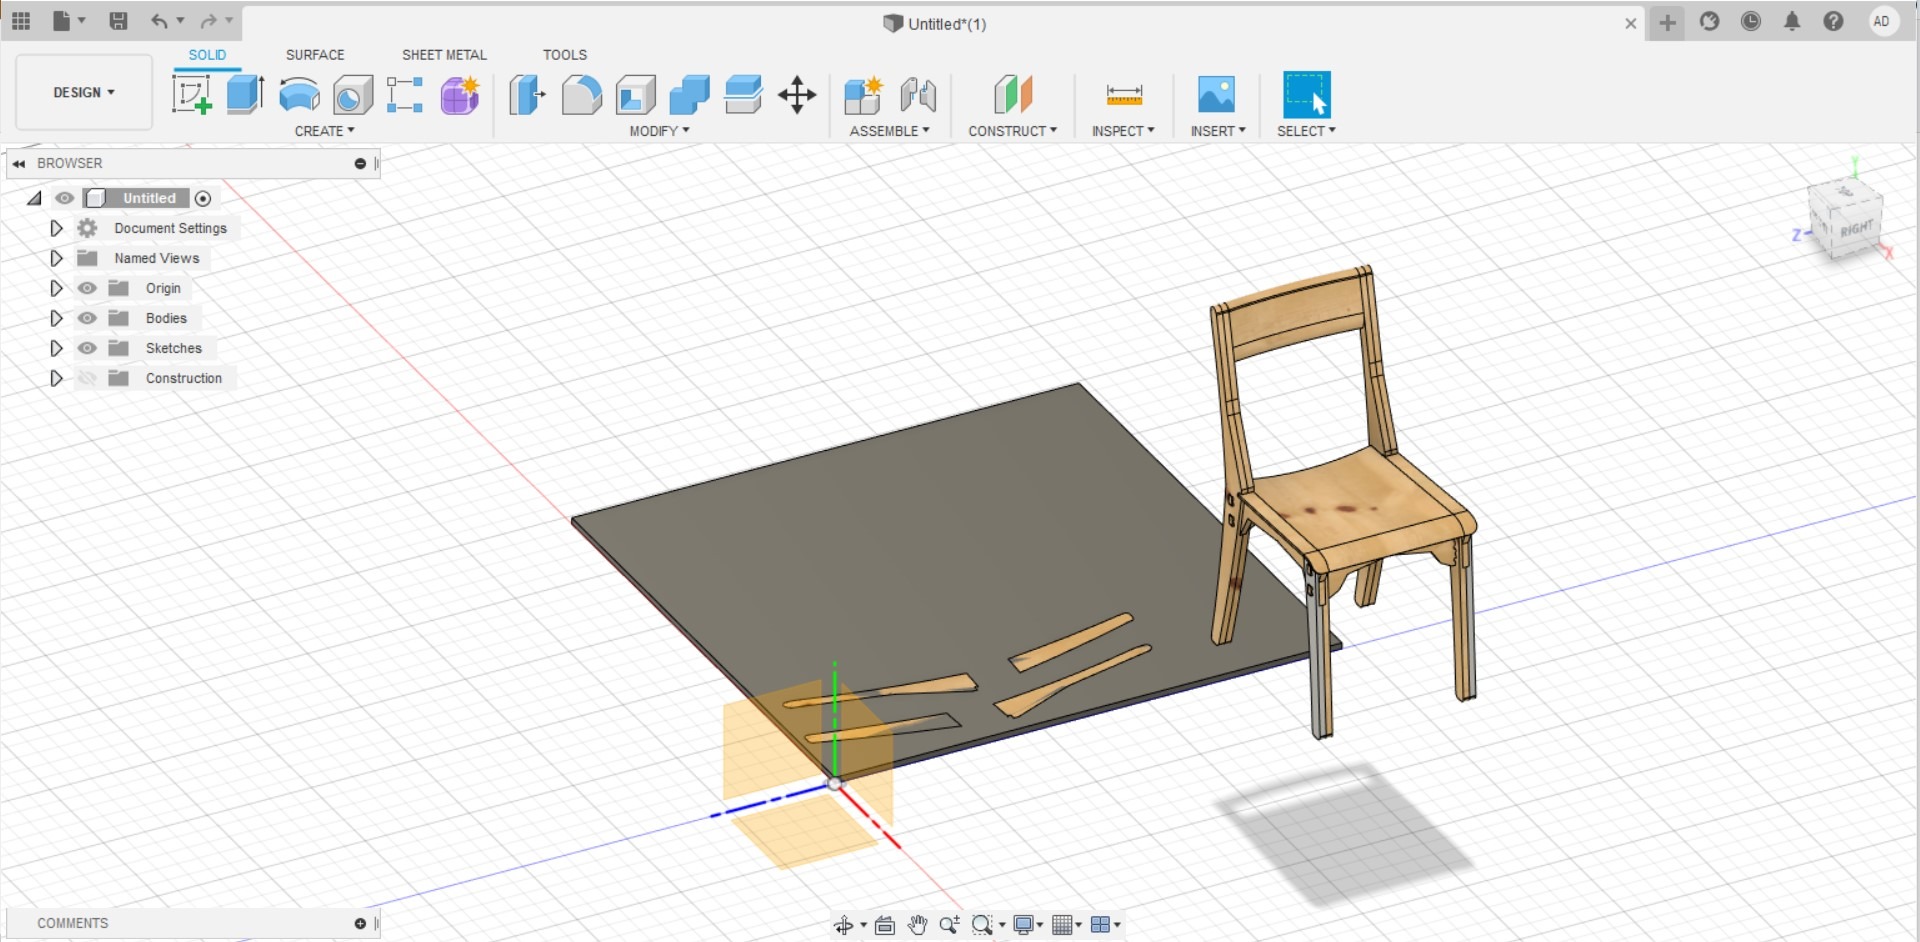 Untitled*(1)
AD
SOLID
SURFACE
SHEET METAL
TOOLS
DESIGN
CREATE
MODIFY
ASSEMBLE
CONSTRUCT
INSPECT
INSERT
SELECT
BROWSER
Untitled
Document Settings
Named Views
Origin
Bodies
Sketches
Construction
Y
Z
RIGHT
X
COMMENTS